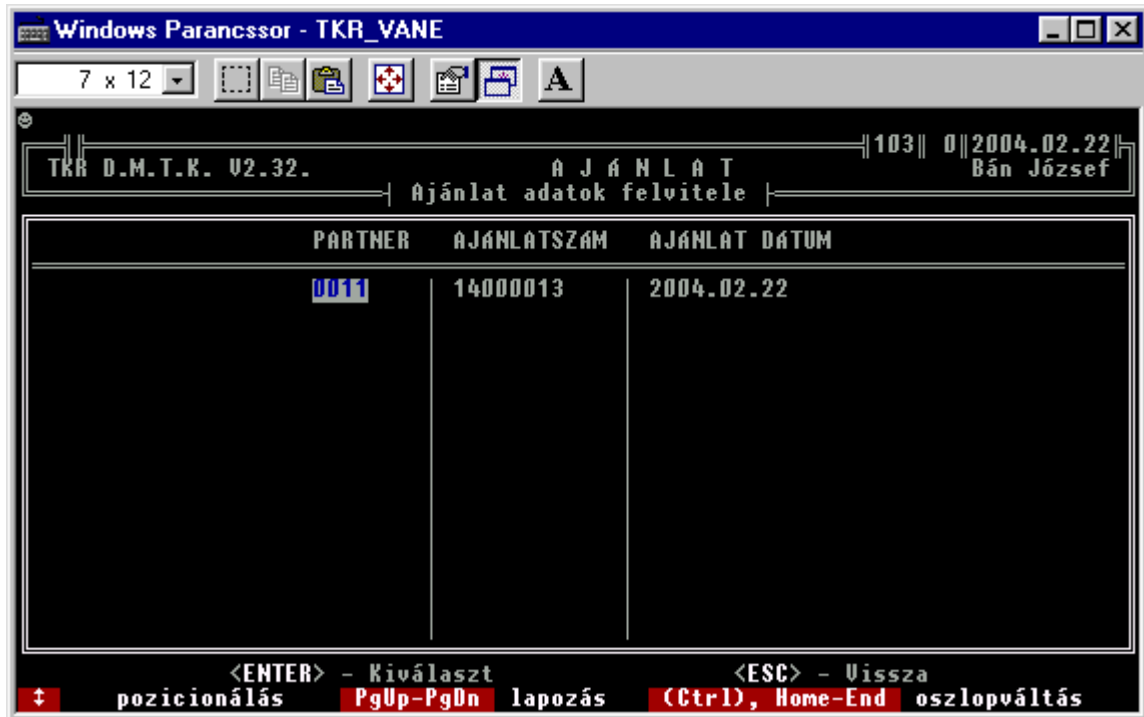 Windows Parancssor - TKR_VANE
7 x 12
A
103 0 2004.02.22
TKR D.M.T.K. V2.32. A J Á N L A T Bán József
Ajánlat adatok felvitele
PARTNER AJÁNLATSZÁM AJÁNLAT DÁTUM
0011 14000013 2004.02.22
<ENTER> - Kiválaszt <ESC> - Vissza
↕ pozicionálás PgUp-PgDn lapozás (Ctrl), Home-End oszlopváltás